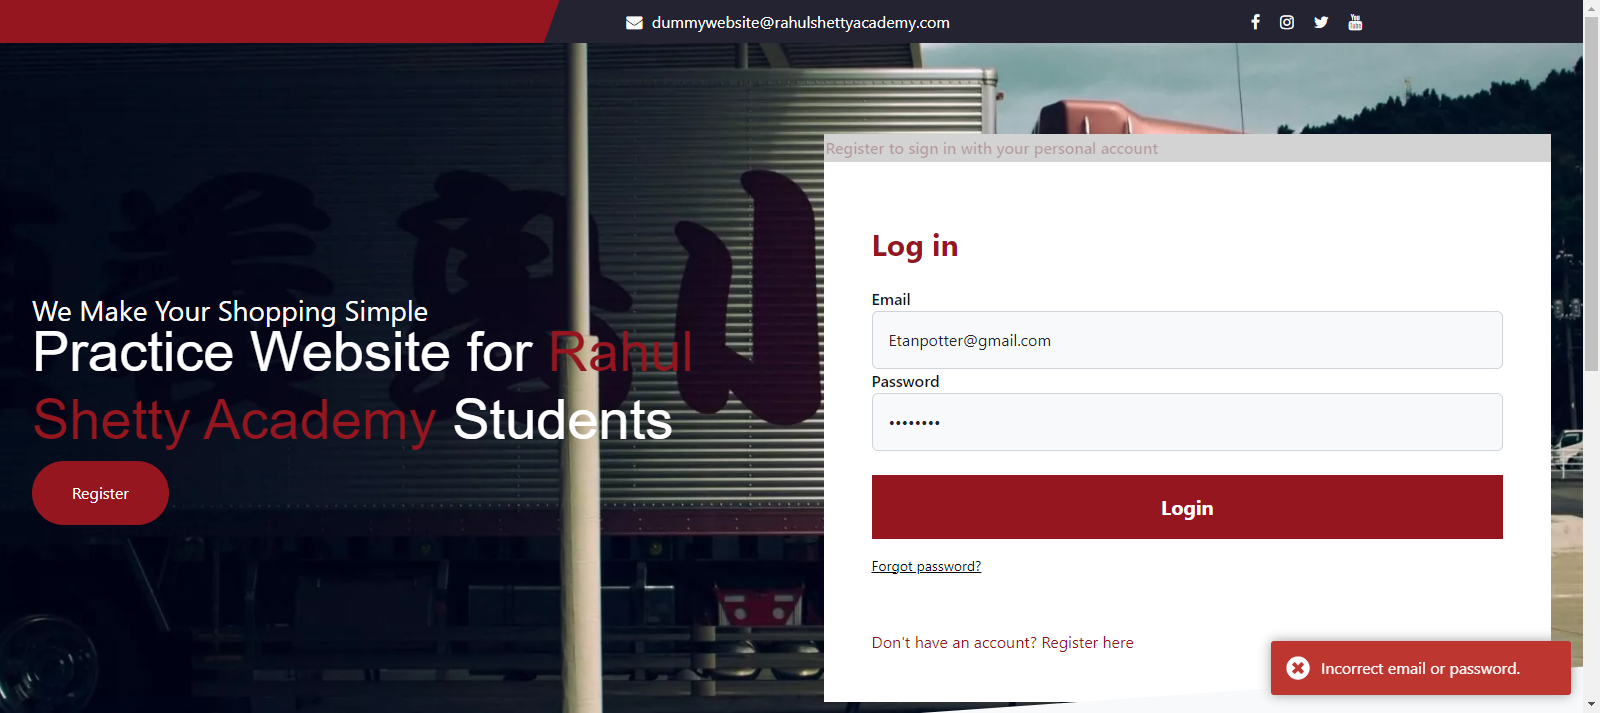 dummywebsite@rahulshettyacademy.com
Register to sign in with your personal account
We Make Your Shopping Simple
Practice Website for Rahul
Shetty Academy Students
Register
Log in
Email
Etanpotter@gmail.com
Password
••••••••
Login
Forgot password?
Don't have an account? Register here
Incorrect email or password.